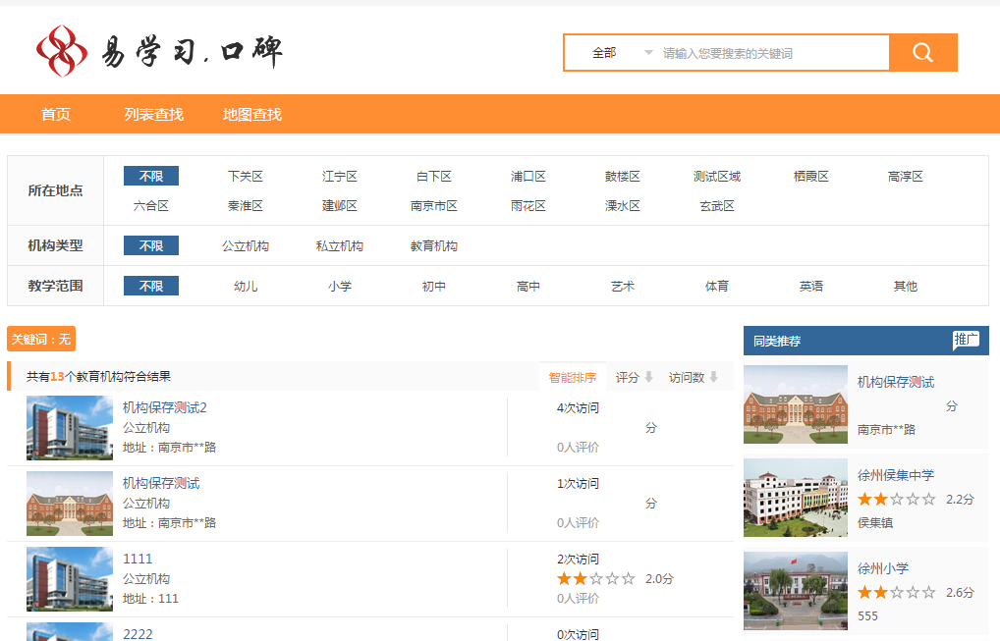 易学习.口碑
全部 请输入您要搜索的关键词
首页 列表查找 地图查找
所在地点 不限 下关区 江宁区 白下区 浦口区 鼓楼区 测试区域 栖霞区 高淳区
六合区 秦淮区 建邺区 南京市区 雨花区 溧水区 玄武区
机构类型 不限 公立机构 私立机构 教育机构
教学范围 不限 幼儿 小学 初中 高中 艺术 体育 英语 其他
关键词：无
共有13个教育机构符合结果 智能排序 评分 访问数
机构保存测试2
公立机构
地址：南京市**路
4次访问
分
0人评价
机构保存测试
公立机构
地址：南京市**路
1次访问
分
0人评价
1111
公立机构
地址：111
2次访问
2.0分
0人评价
2222
0次访问
同类推荐 推广
机构保存测试
分
南京市**路
徐州侯集中学
2.2分
侯集镇
徐州小学
2.6分
555